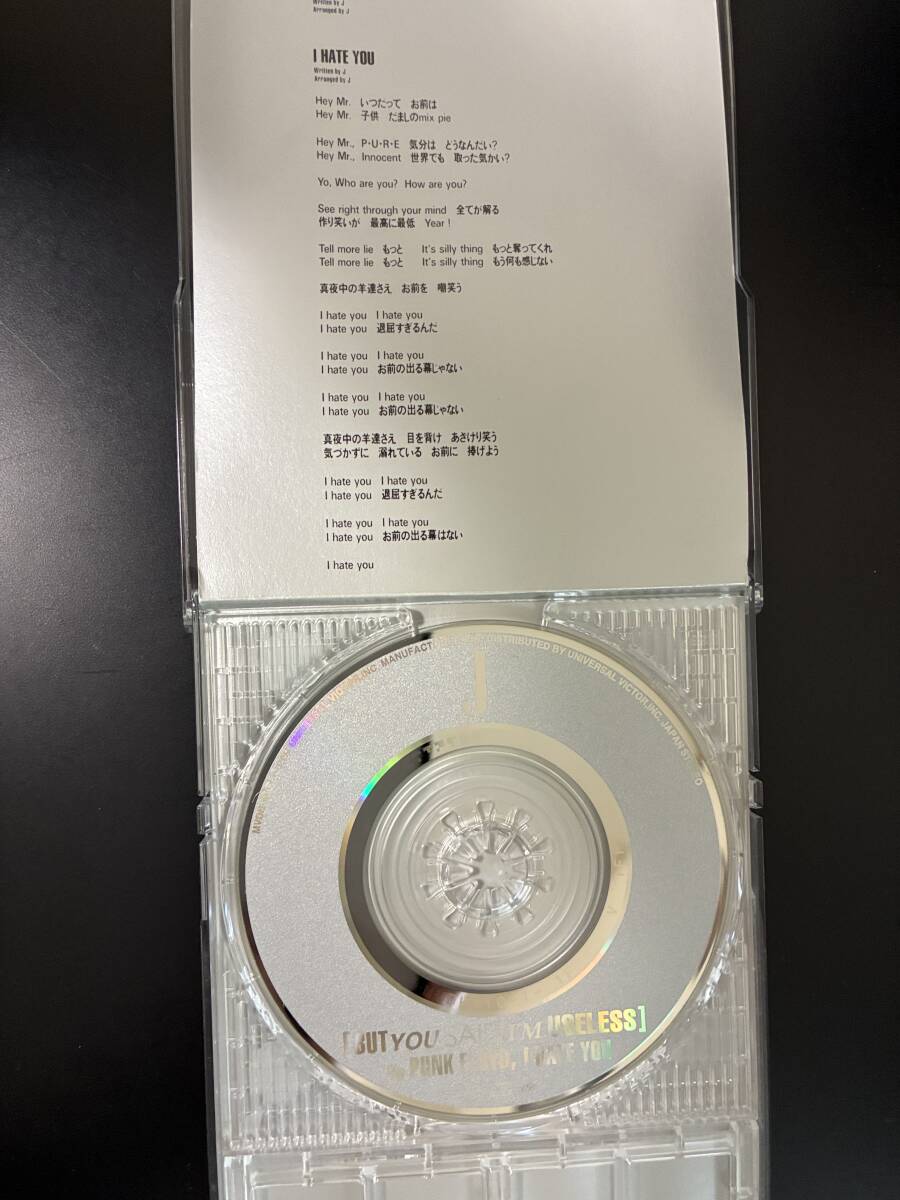 Written by J
Arranged by J
I HATE YOU
Written by J
Arranged by J
Hey Mr. いつだって お前は
Hey Mr. 子供 だましのmix pie
Hey Mr., P・U・R・E 気分は どうなんだい?
Hey Mr., Innocent 世界でも 取った気かい?
Yo, Who are you? How are you?
See right through your mind 全てが解る
作り笑いが 最高に最低 Year!
Tell more lie もっと It's silly thing もっと奪ってくれ
Tell more lie もっと It's silly thing もう何も感じない
真夜中の羊達さえ お前を 嘲笑う
I hate you I hate you
I hate you 退屈すぎるんだ
I hate you I hate you
I hate you お前の出る幕じゃない
I hate you I hate you
I hate you お前の出る幕じゃない
真夜中の羊達さえ 目を背け あざけり笑う
気づかずに 溺れている お前に 捧げよう
I hate you I hate you
I hate you 退屈すぎるんだ
I hate you I hate you
I hate you お前の出る幕はない
I hate you
VICTOR,INC. DISTRIBUTED BY UNIVERSAL VICTOR,INC. JAPAN
J
[BUT YOU SAID I'M USELESS]
PUNK I HATE YOU